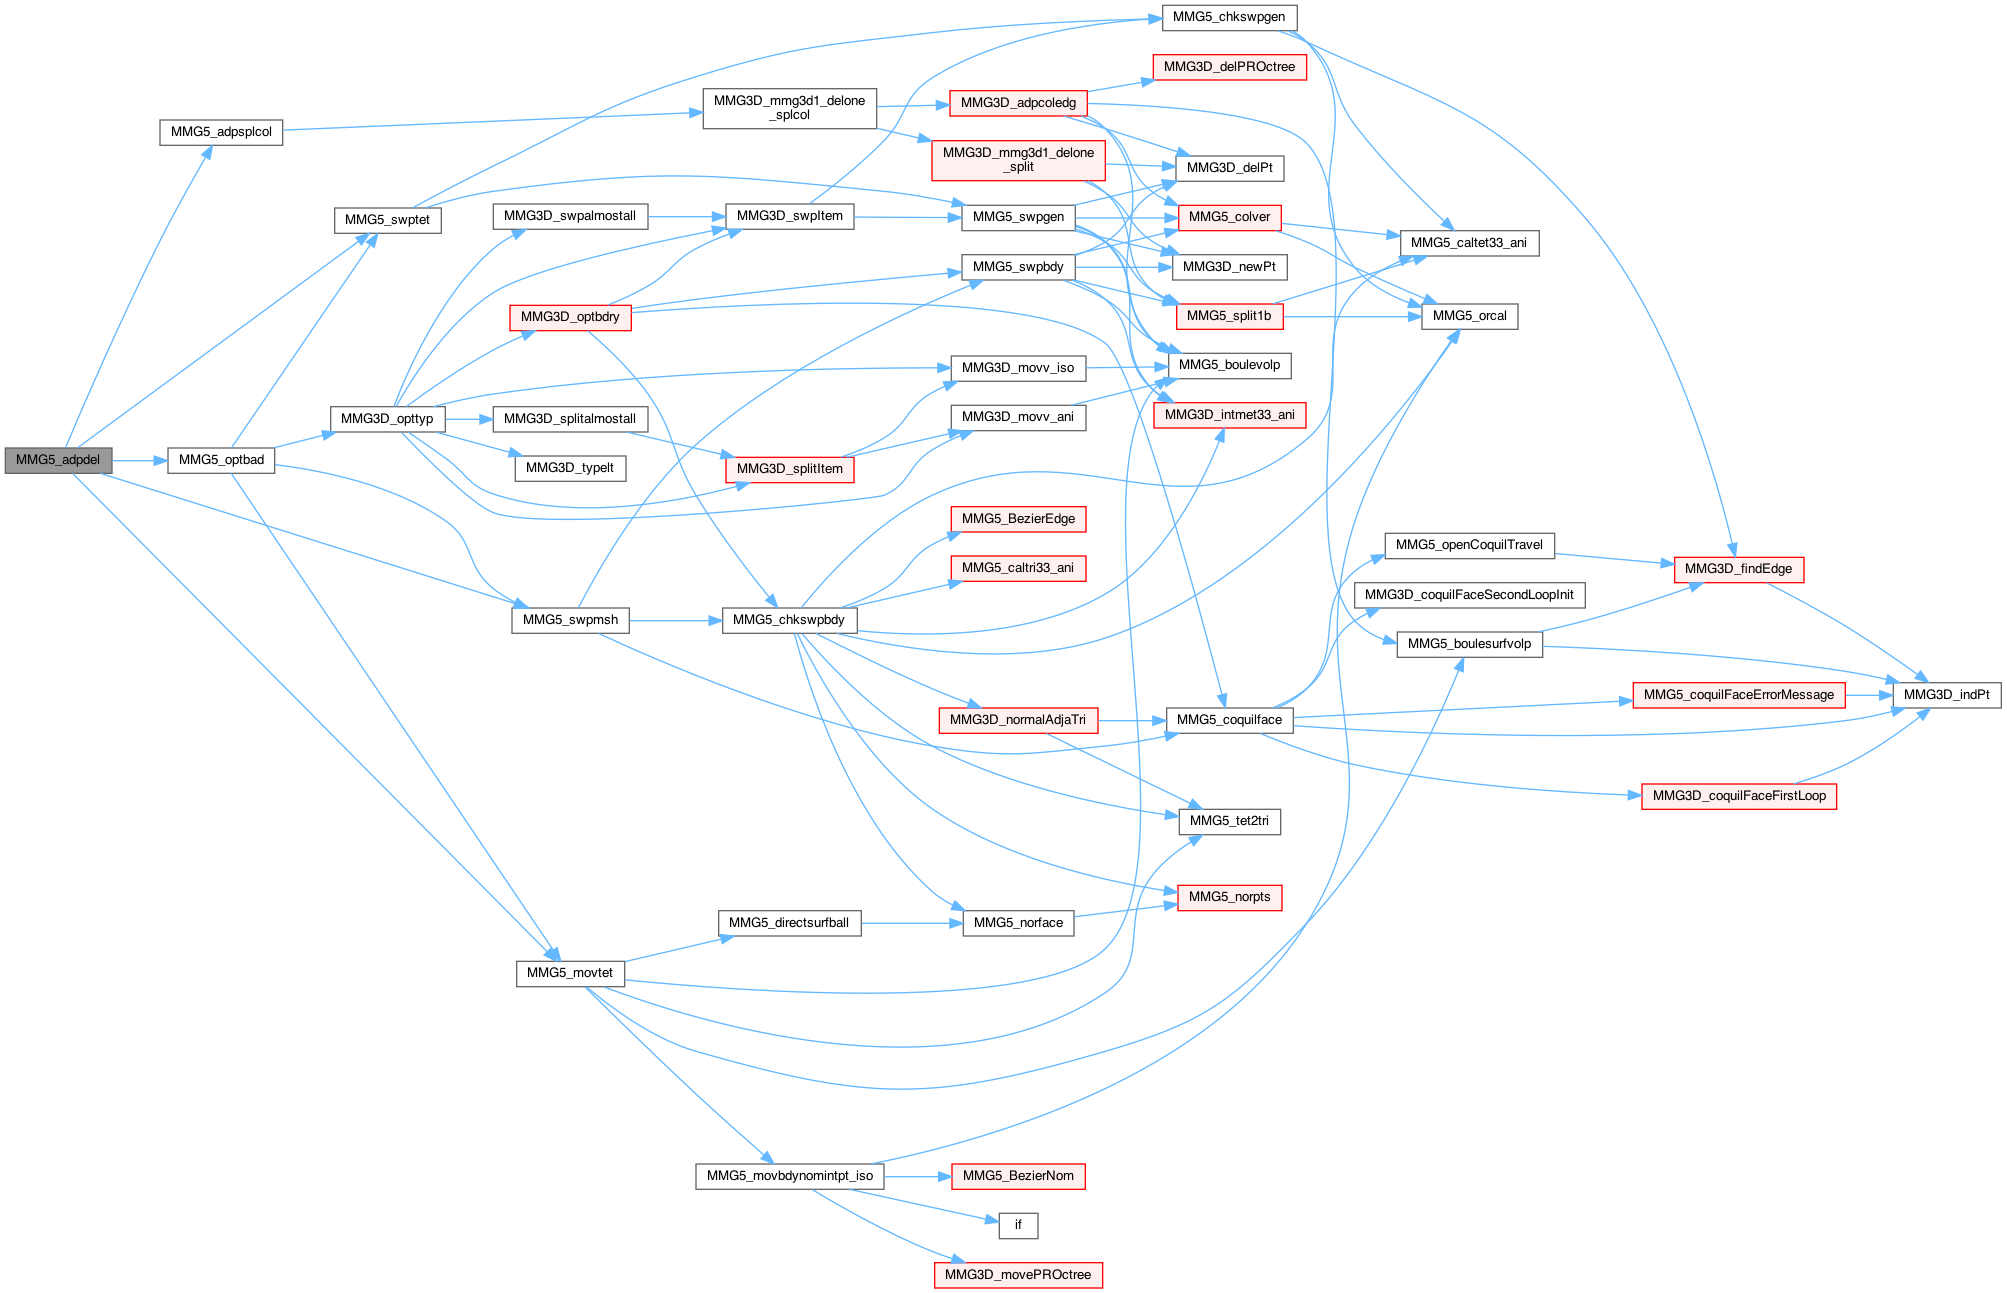 MMG5_adpdel
MMG5_adpsplcol
MMG5_optbad
MMG5_swptet
MMG3D_opttyp
MMG3D_swpalmostall
MMG3D_optbdry
MMG3D_splitalmostall
MMG3D_typelt
MMG5_swpmsh
MMG5_movtet
MMG3D_mmg3d1_delone
_splcol
MMG3D_swpItem
MMG3D_splitItem
MMG5_chkswpbdy
MMG5_directsurfball
MMG5_movbdynomintpt_iso
MMG3D_adpcoledg
MMG3D_mmg3d1_delone
_split
MMG5_swpgen
MMG5_swpbdy
MMG3D_movv_iso
MMG3D_movv_ani
MMG5_BezierEdge
MMG5_caltri33_ani
MMG3D_normalAdjaTri
MMG5_norface
MMG5_BezierNom
if
MMG3D_movePROctree
MMG5_chkswpgen
MMG3D_delPROctree
MMG3D_delPt
MMG5_colver
MMG3D_newPt
MMG5_split1b
MMG5_boulevolp
MMG3D_intmet33_ani
MMG5_coquilface
MMG5_tet2tri
MMG5_norpts
MMG5_caltet33_ani
MMG5_orcal
MMG5_openCoquilTravel
MMG3D_coquilFaceSecondLoopInit
MMG5_boulesurfvolp
MMG3D_findEdge
MMG5_coquilFaceErrorMessage
MMG3D_coquilFaceFirstLoop
MMG3D_indPt